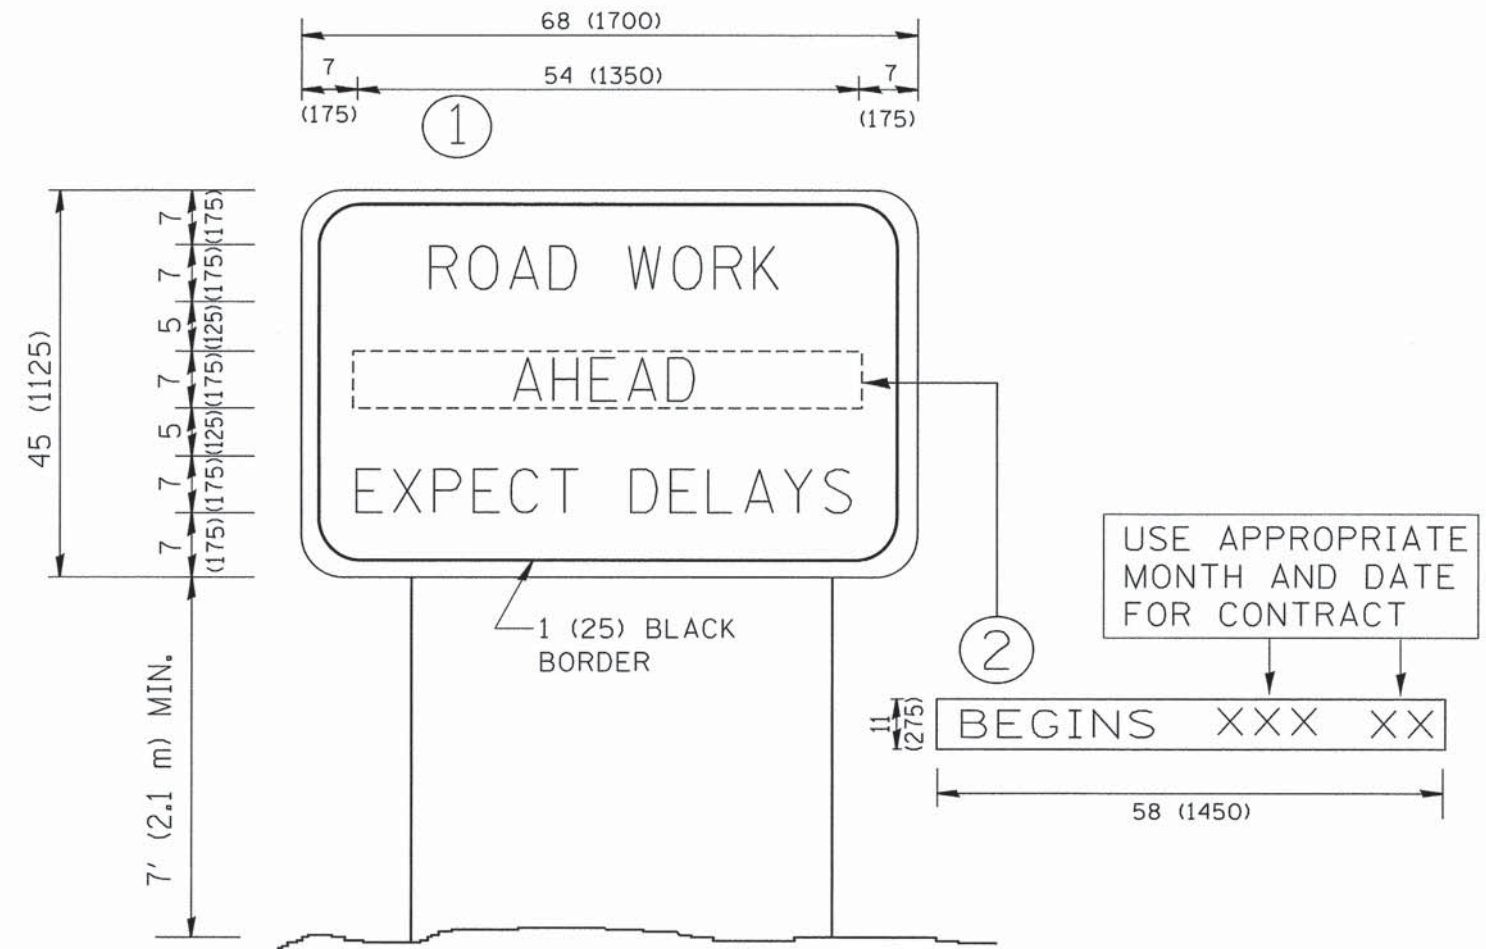 68 (1700)
7 54 (1350) 7
(175) (175)
1
45 (1125)
7 (175)
7 (175)
5 (125)
7 (175)
5 (125)
7 (175)
7 (175)
ROAD WORK
AHEAD
EXPECT DELAYS
1 (25) BLACK
BORDER
7' (2.1 m) MIN.
2
USE APPROPRIATE
MONTH AND DATE
FOR CONTRACT
11
(275)
BEGINS XXX XX
58 (1450)